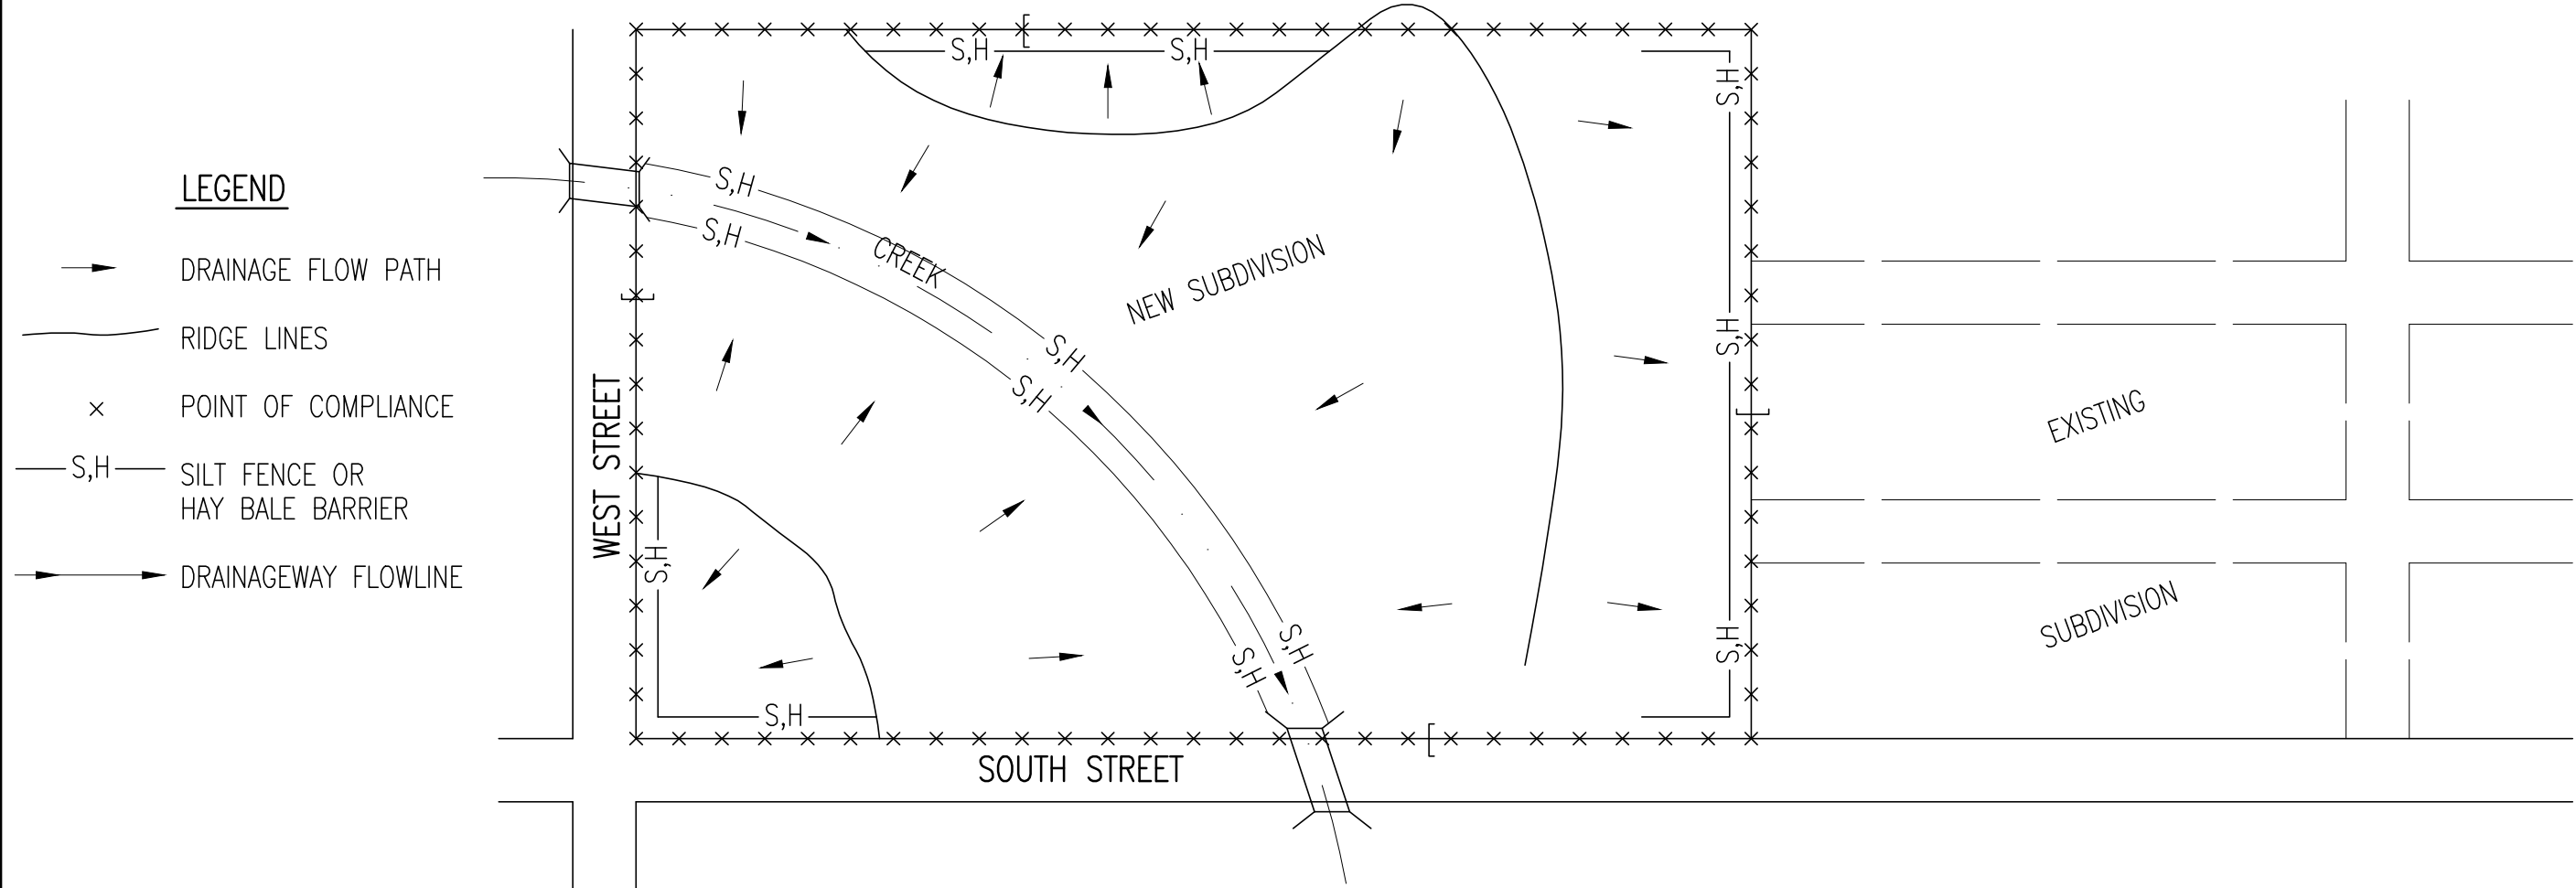 LEGEND
DRAINAGE FLOW PATH
RIDGE LINES
× POINT OF COMPLIANCE
S,H SILT FENCE OR
HAY BALE BARRIER
DRAINAGEWAY FLOWLINE
S,H
S,H
S,H
S,H
S,H
CREEK
NEW SUBDIVISION
S,H
S,H
S,H
WEST STREET
S,H
EXISTING
SUBDIVISION
S,H
S,H
S,H
S,H
SOUTH STREET